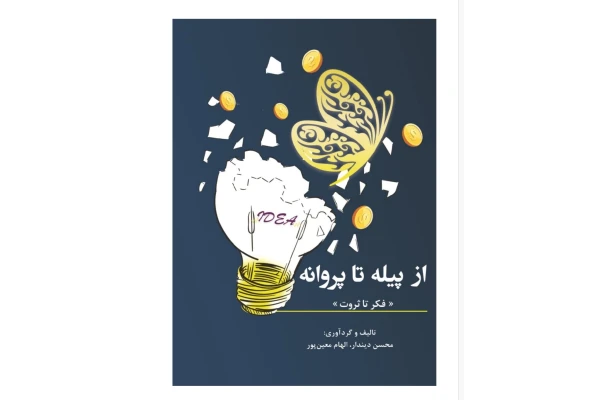 IDEA
از پیله تا پروانه
« فکر تا ثروت »
تالیف و گردآوری:
محسن دیندار، الهام معین‌پور